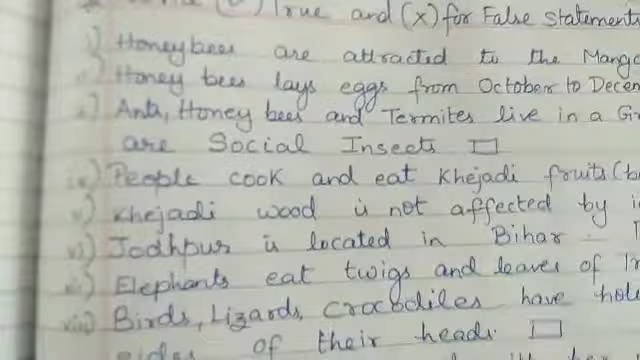 True and (x) for False statements
i) Honeybees are attracted to the Mango
Honey bees lays eggs from October to Decem
Ants, Honey bees and Termites live in a Gr
are Social Insects
iv) People cook and eat Khejadi fruits (b
v) Khejadi wood is not affected by i
vi) Jodhpur is located in Bihar.
vii) Elephants eat twigs and leaves of
viii) Birds, Lizards, Crocodiles have hole
sides of their heads.